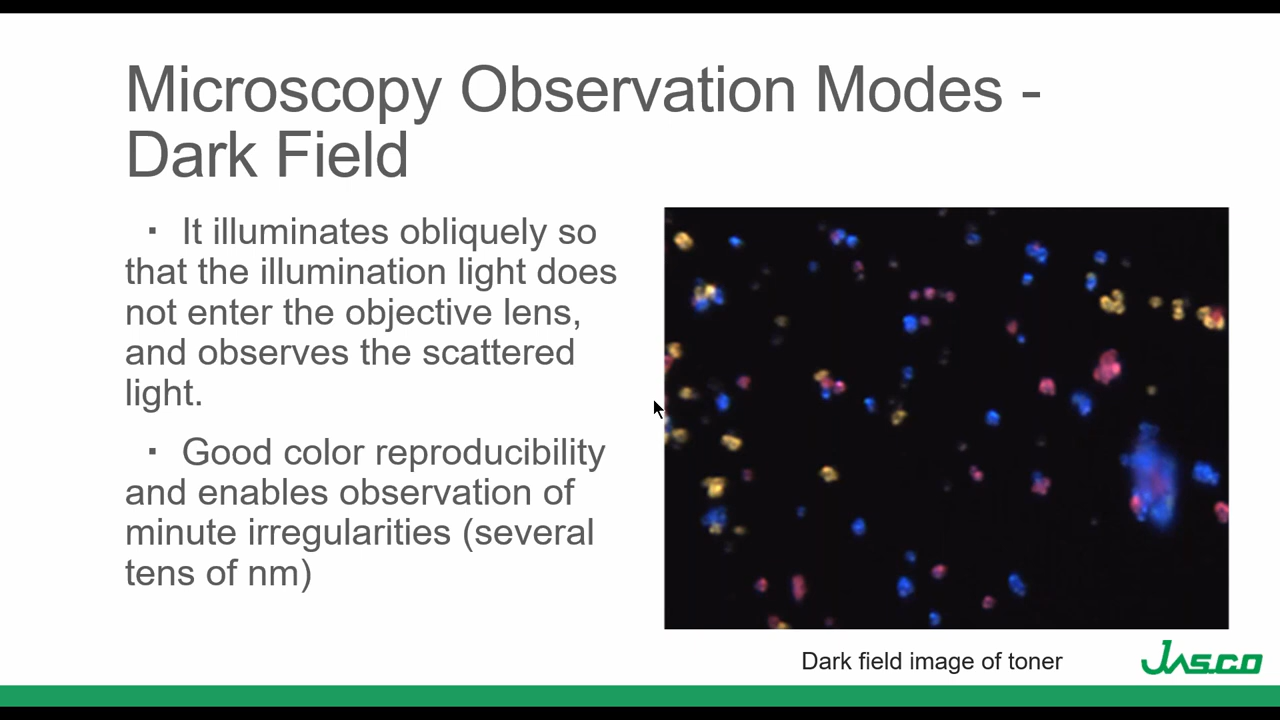 Microscopy Observation Modes -
Dark Field
▪ It illuminates obliquely so
that the illumination light does
not enter the objective lens,
and observes the scattered
light.
▪ Good color reproducibility
and enables observation of
minute irregularities (several
tens of nm)
Dark field image of toner
JASCO